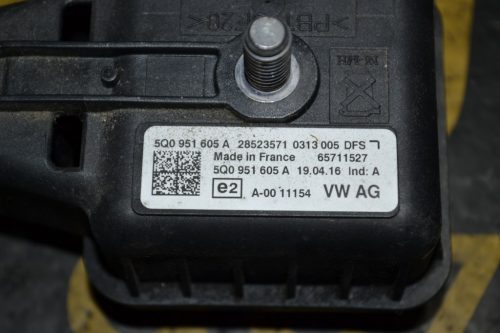 5Q0 951 605 A 28523571 0313 005 DFS
Made in France 65711527
5Q0 951 605 A 19.04.16 Ind: A
e2 A-00 11154 VW AG